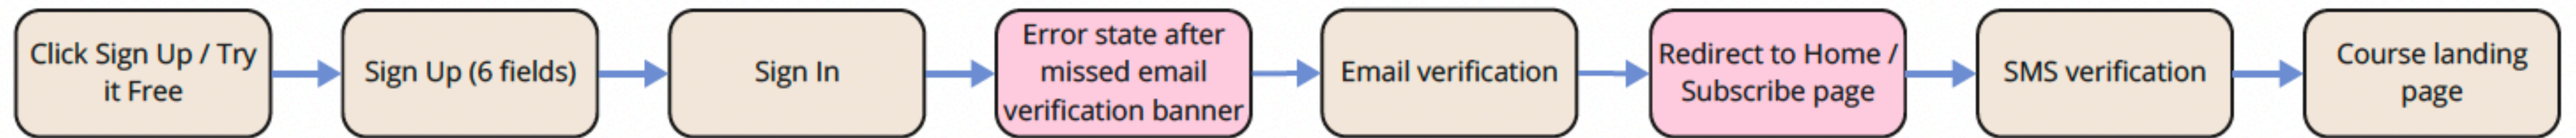 Click Sign Up / Try
it Free
Sign Up (6 fields)
Sign In
Error state after
missed email
verification banner
Email verification
Redirect to Home /
Subscribe page
SMS verification
Course landing
page